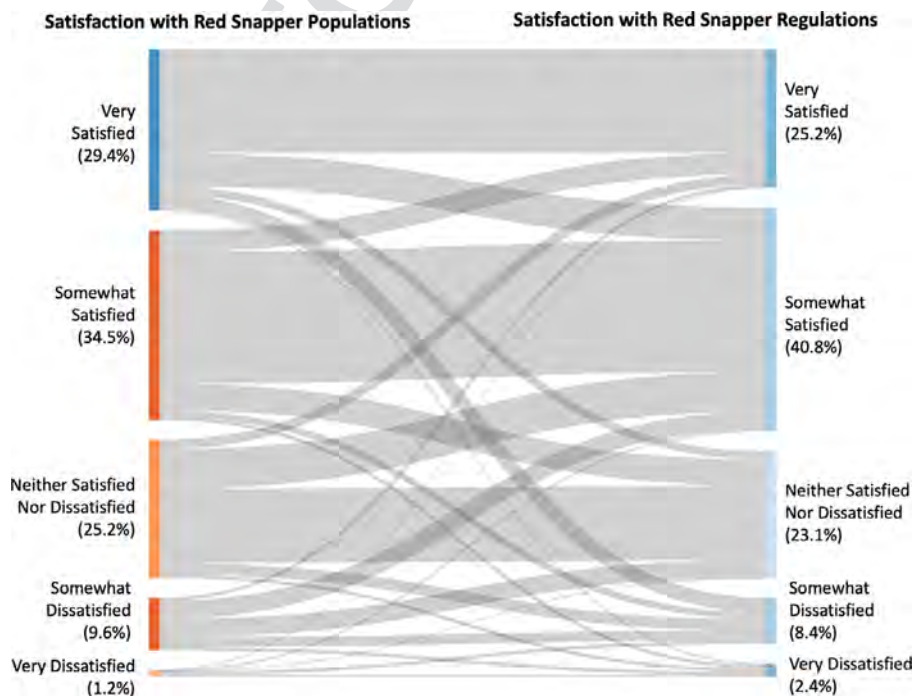 Satisfaction with Red Snapper Populations
Satisfaction with Red Snapper Regulations
Very
Satisfied
(29.4%)
Somewhat
Satisfied
(34.5%)
Neither Satisfied
Nor Dissatisfied
(25.2%)
Somewhat
Dissatisfied
(9.6%)
Very Dissatisfied
(1.2%)
Very
Satisfied
(25.2%)
Somewhat
Satisfied
(40.8%)
Neither Satisfied
Nor Dissatisfied
(23.1%)
Somewhat
Dissatisfied
(8.4%)
Very Dissatisfied
(2.4%)